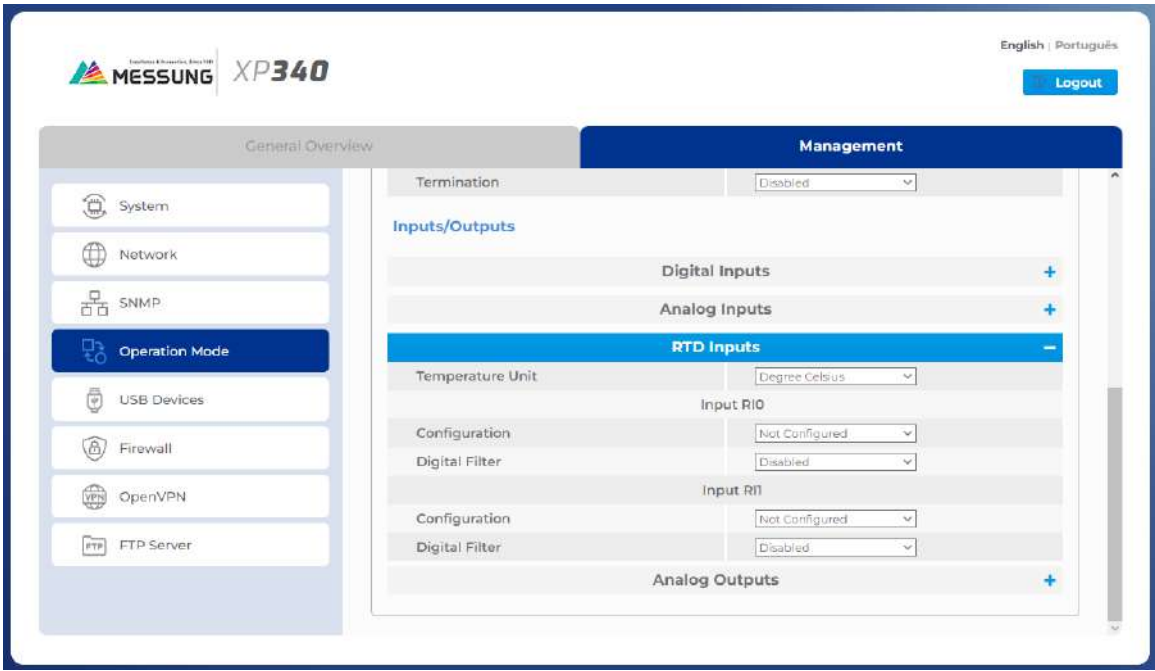 English | Português
MESSUNG XP340
Logout
General Overview
Management
System
Network
SNMP
Operation Mode
USB Devices
Firewall
VPN OpenVPN
FTP FTP Server
Termination Disabled
Inputs/Outputs
Digital Inputs +
Analog Inputs +
RTD Inputs −
Temperature Unit Degree Celsius
Input RI0
Configuration Not Configured
Digital Filter Disabled
Input RI1
Configuration Not Configured
Digital Filter Disabled
Analog Outputs +